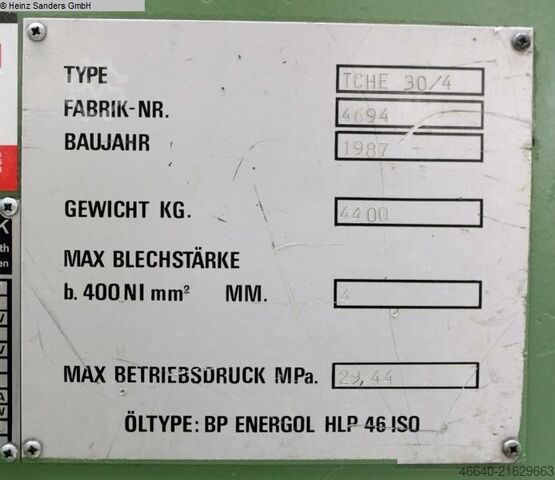 © Heinz Sanders GmbH
TYPE TCHE 30/4
FABRIK-NR. 4694
BAUJAHR 1987
GEWICHT KG. 4400
MAX BLECHSTÄRKE
b. 400 N I mm² MM. 4
MAX BETRIEBSDRUCK MPa. 29,44
ÖLTYPE: BP ENERGOL HLP 46 ISO
46640-21629663